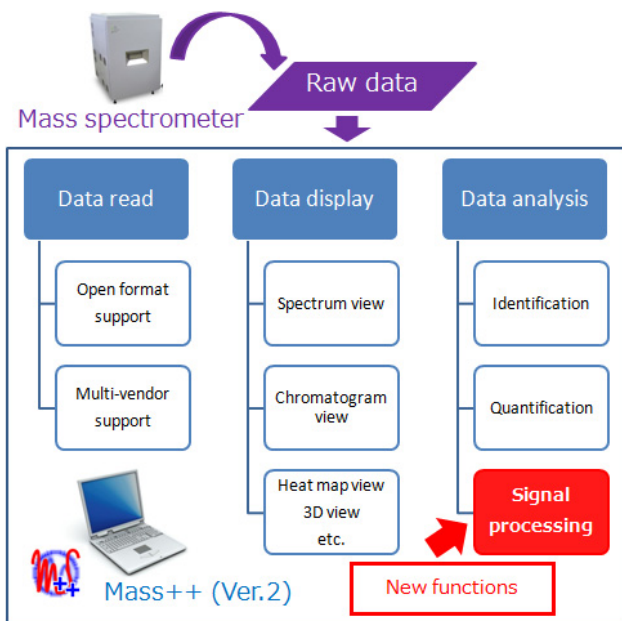 Raw data
Mass spectrometer
Data read
Data display
Data analysis
Open format
support
Spectrum view
Identification
Multi-vendor
support
Chromatogram
view
Quantification
Heat map view
3D view
etc.
Signal
processing
New functions
Mass++ (Ver.2)